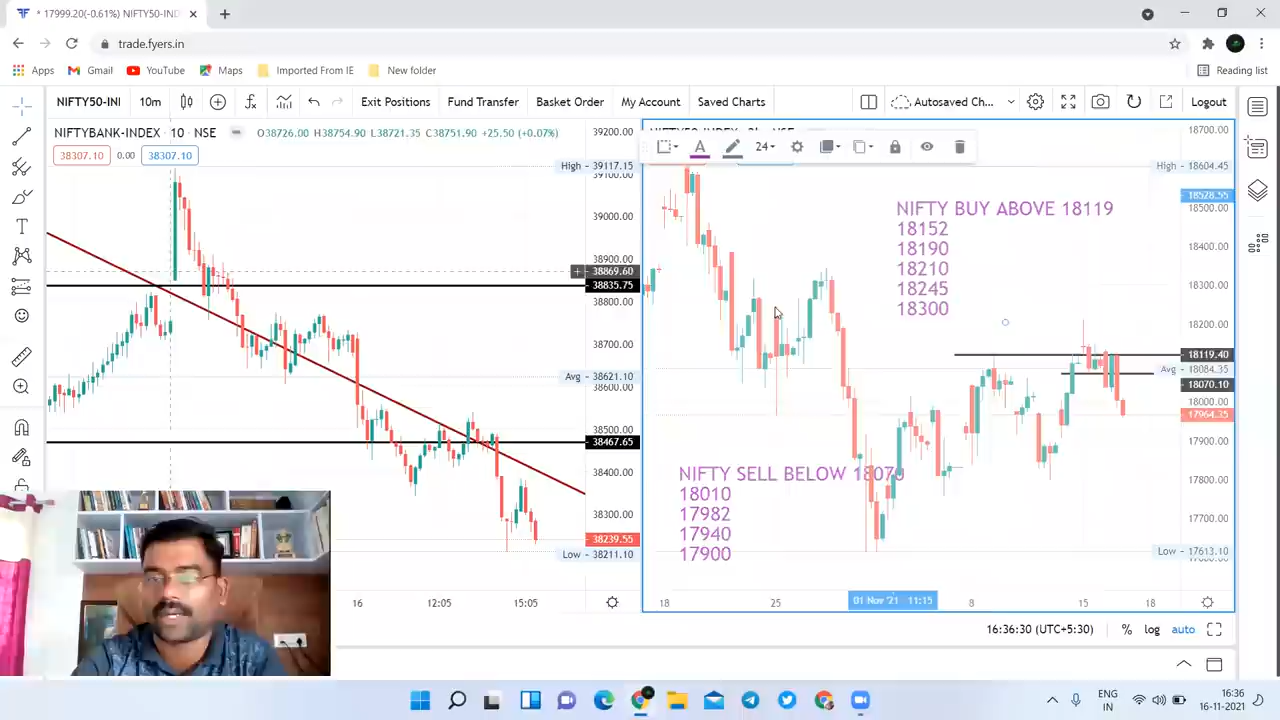 * 17999.20(-0.61%) NIFTY50-IND
trade.fyers.in
Apps Gmail YouTube Maps Imported From IE New folder Reading list
NIFTY50-INI 10m Exit Positions Fund Transfer Basket Order My Account Saved Charts Autosaved Ch... Logout
NIFTYBANK-INDEX · 10 · NSE O38726.00 H38754.90 L38721.35 C38751.90 +25.50 (+0.07%)
38307.10 0.00 38307.10
24
39200.00
High 39117.15
39100.00
39000.00
38869.60
38835.75
38800.00
38700.00
Avg 38621.10
38600.00
38500.00
38467.65
38400.00
38300.00
38239.55
Low 38211.10
16 12:05 15:05
NIFTY BUY ABOVE 18119
18152
18190
18210
18245
18300
NIFTY SELL BELOW 18070
18010
17982
17940
17900
18700.00
High 18604.45
18528.55
18500.00
18400.00
18300.00
18200.00
18119.40
Avg 18084.35
18070.10
18000.00
17964.35
17900.00
17800.00
17700.00
Low 17613.10
18 25 01 Nov '21 11:15 8 15 18
16:36:30 (UTC+5:30) % log auto
ENG
IN
16:36
16-11-2021